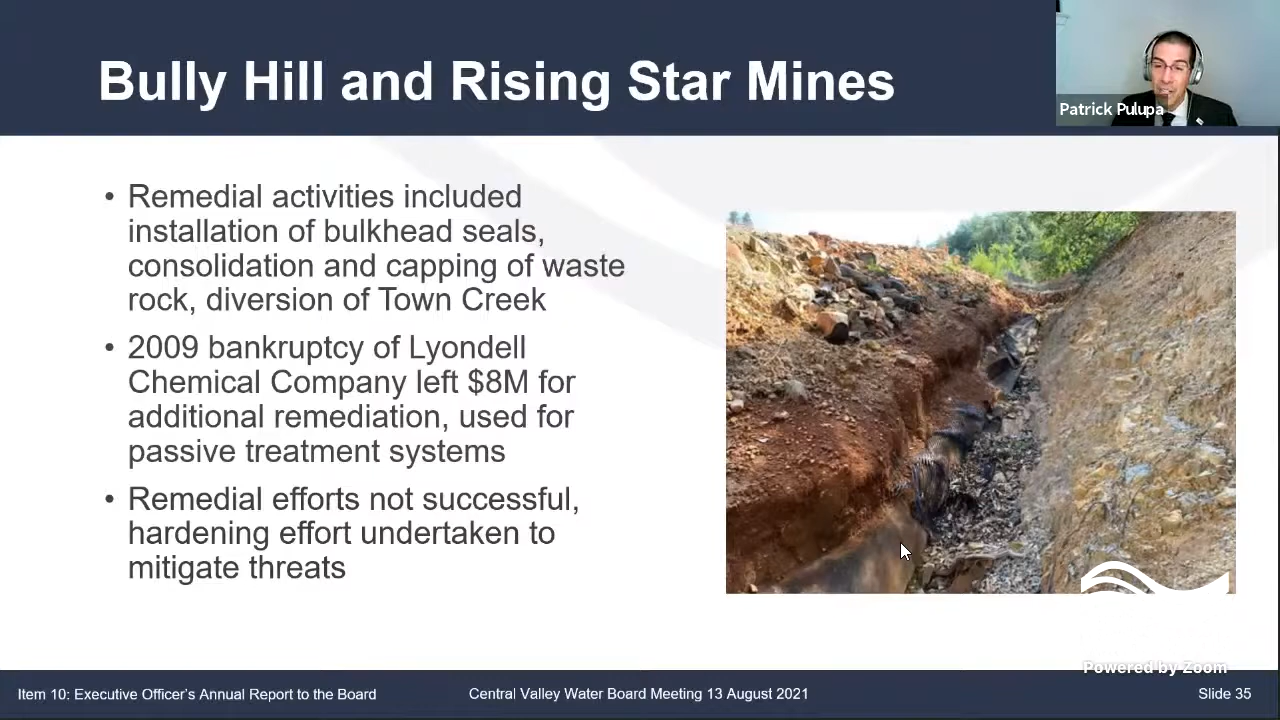 Bully Hill and Rising Star Mines
Patrick Pulupa
• Remedial activities included
installation of bulkhead seals,
consolidation and capping of waste
rock, diversion of Town Creek
• 2009 bankruptcy of Lyondell
Chemical Company left $8M for
additional remediation, used for
passive treatment systems
• Remedial efforts not successful,
hardening effort undertaken to
mitigate threats
Powered by Zoom
Item 10: Executive Officer's Annual Report to the Board
Central Valley Water Board Meeting 13 August 2021
Slide 35